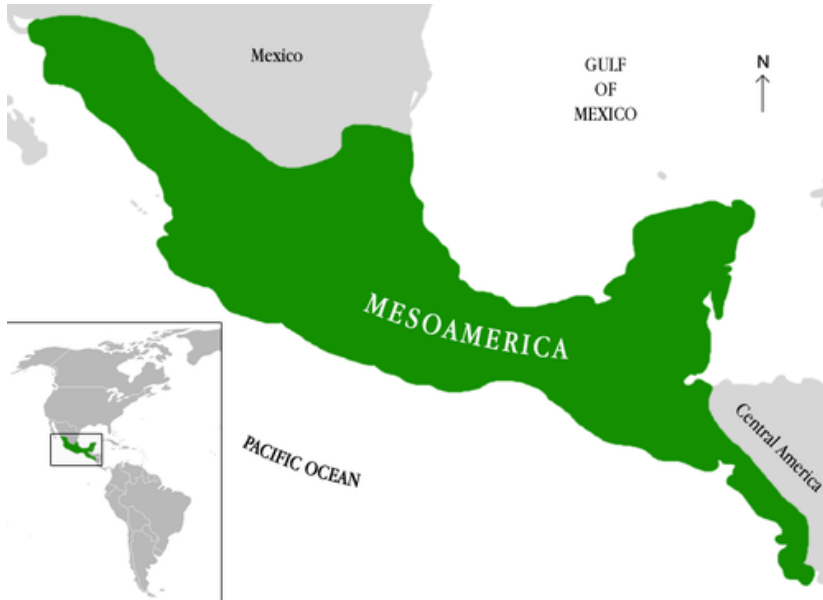 Mexico
GULF
OF
MEXICO
N
MESOAMERICA
Central America
PACIFIC OCEAN